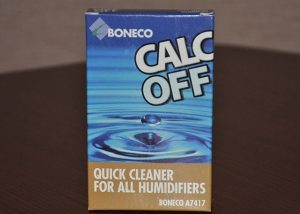 BONECO
CALC
OFF
QUICK CLEANER
FOR ALL HUMIDIFIERS
BONECO A7417